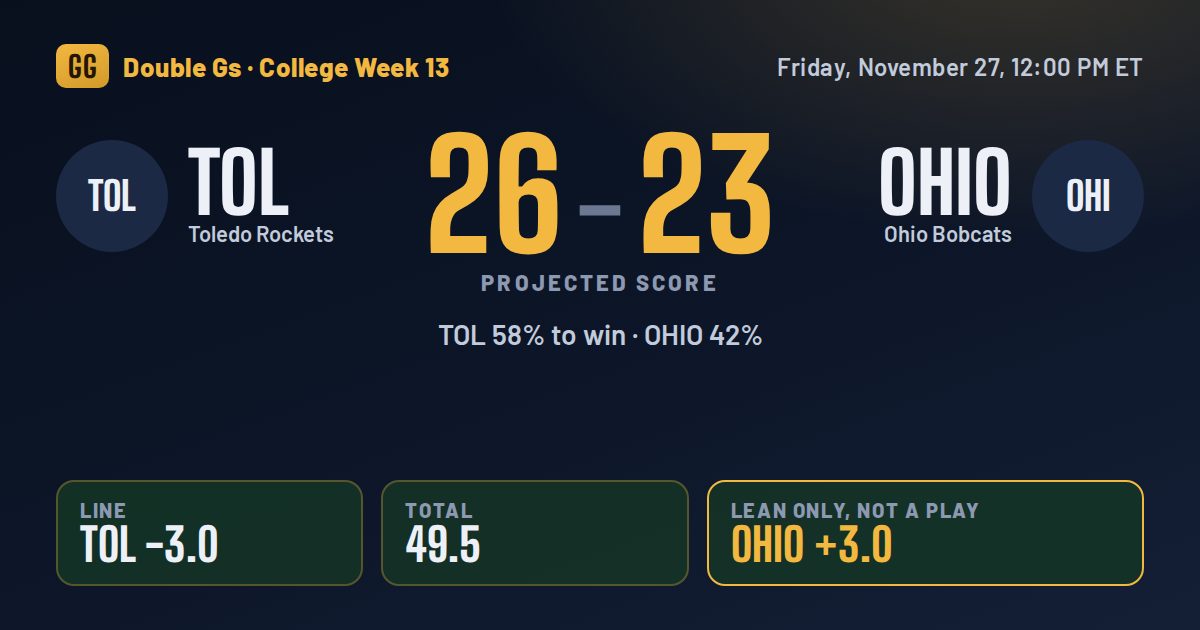 GG Double Gs · College Week 13
Friday, November 27, 12:00 PM ET
TOL
TOL
Toledo Rockets
26 – 23
PROJECTED SCORE
TOL 58% to win · OHIO 42%
OHIO
Ohio Bobcats
OHI
LINE
TOL −3.0
TOTAL
49.5
LEAN ONLY, NOT A PLAY
OHIO +3.0